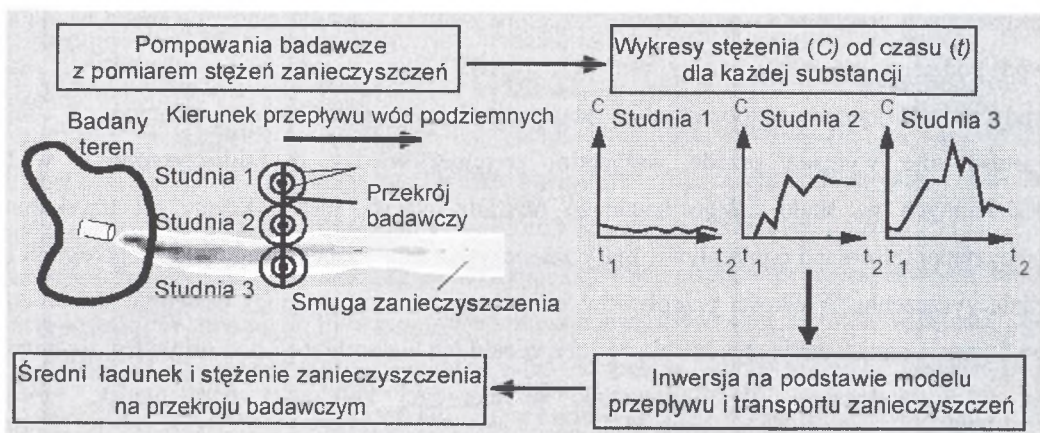 Pompowania badawcze
z pomiarem stężeń zanieczyszczeń
Wykresy stężenia (C) od czasu (t)
dla każdej substancji
Badany
teren
Kierunek przepływu wód podziemnych
Studnia 1
Studnia 2
Studnia 3
Przekrój
badawczy
Smuga zanieczyszczenia
C
Studnia 1
t1
t2
C
Studnia 2
t1
t2
C
Studnia 3
t1
t2
Średni ładunek i stężenie zanieczyszczenia
na przekroju badawczym
Inwersja na podstawie modelu
przepływu i transportu zanieczyszczeń